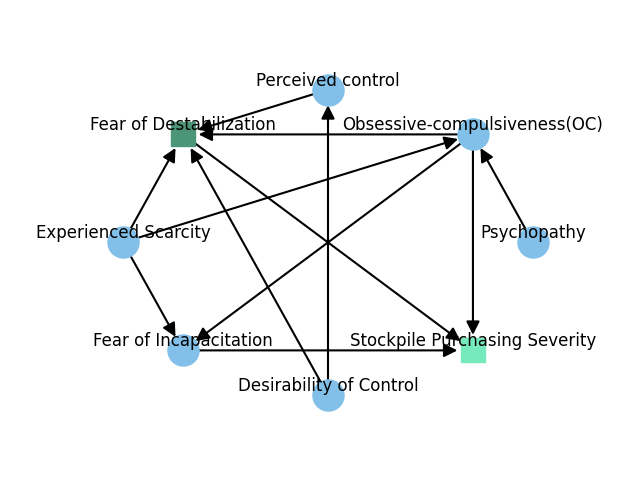 Perceived control
Fear of Destabilization
Obsessive-compulsiveness(OC)
Experienced Scarcity
Psychopathy
Fear of Incapacitation
Stockpile Purchasing Severity
Desirability of Control